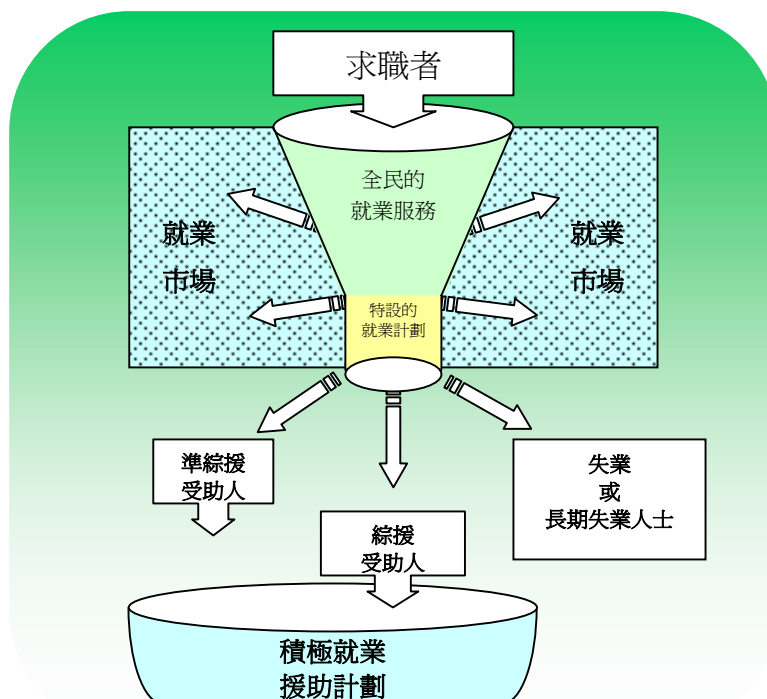 求職者
全民的
就業服務
就業
市場
就業
市場
特設的
就業計劃
準綜援
受助人
失業
或
長期失業人士
綜援
受助人
積極就業
援助計劃